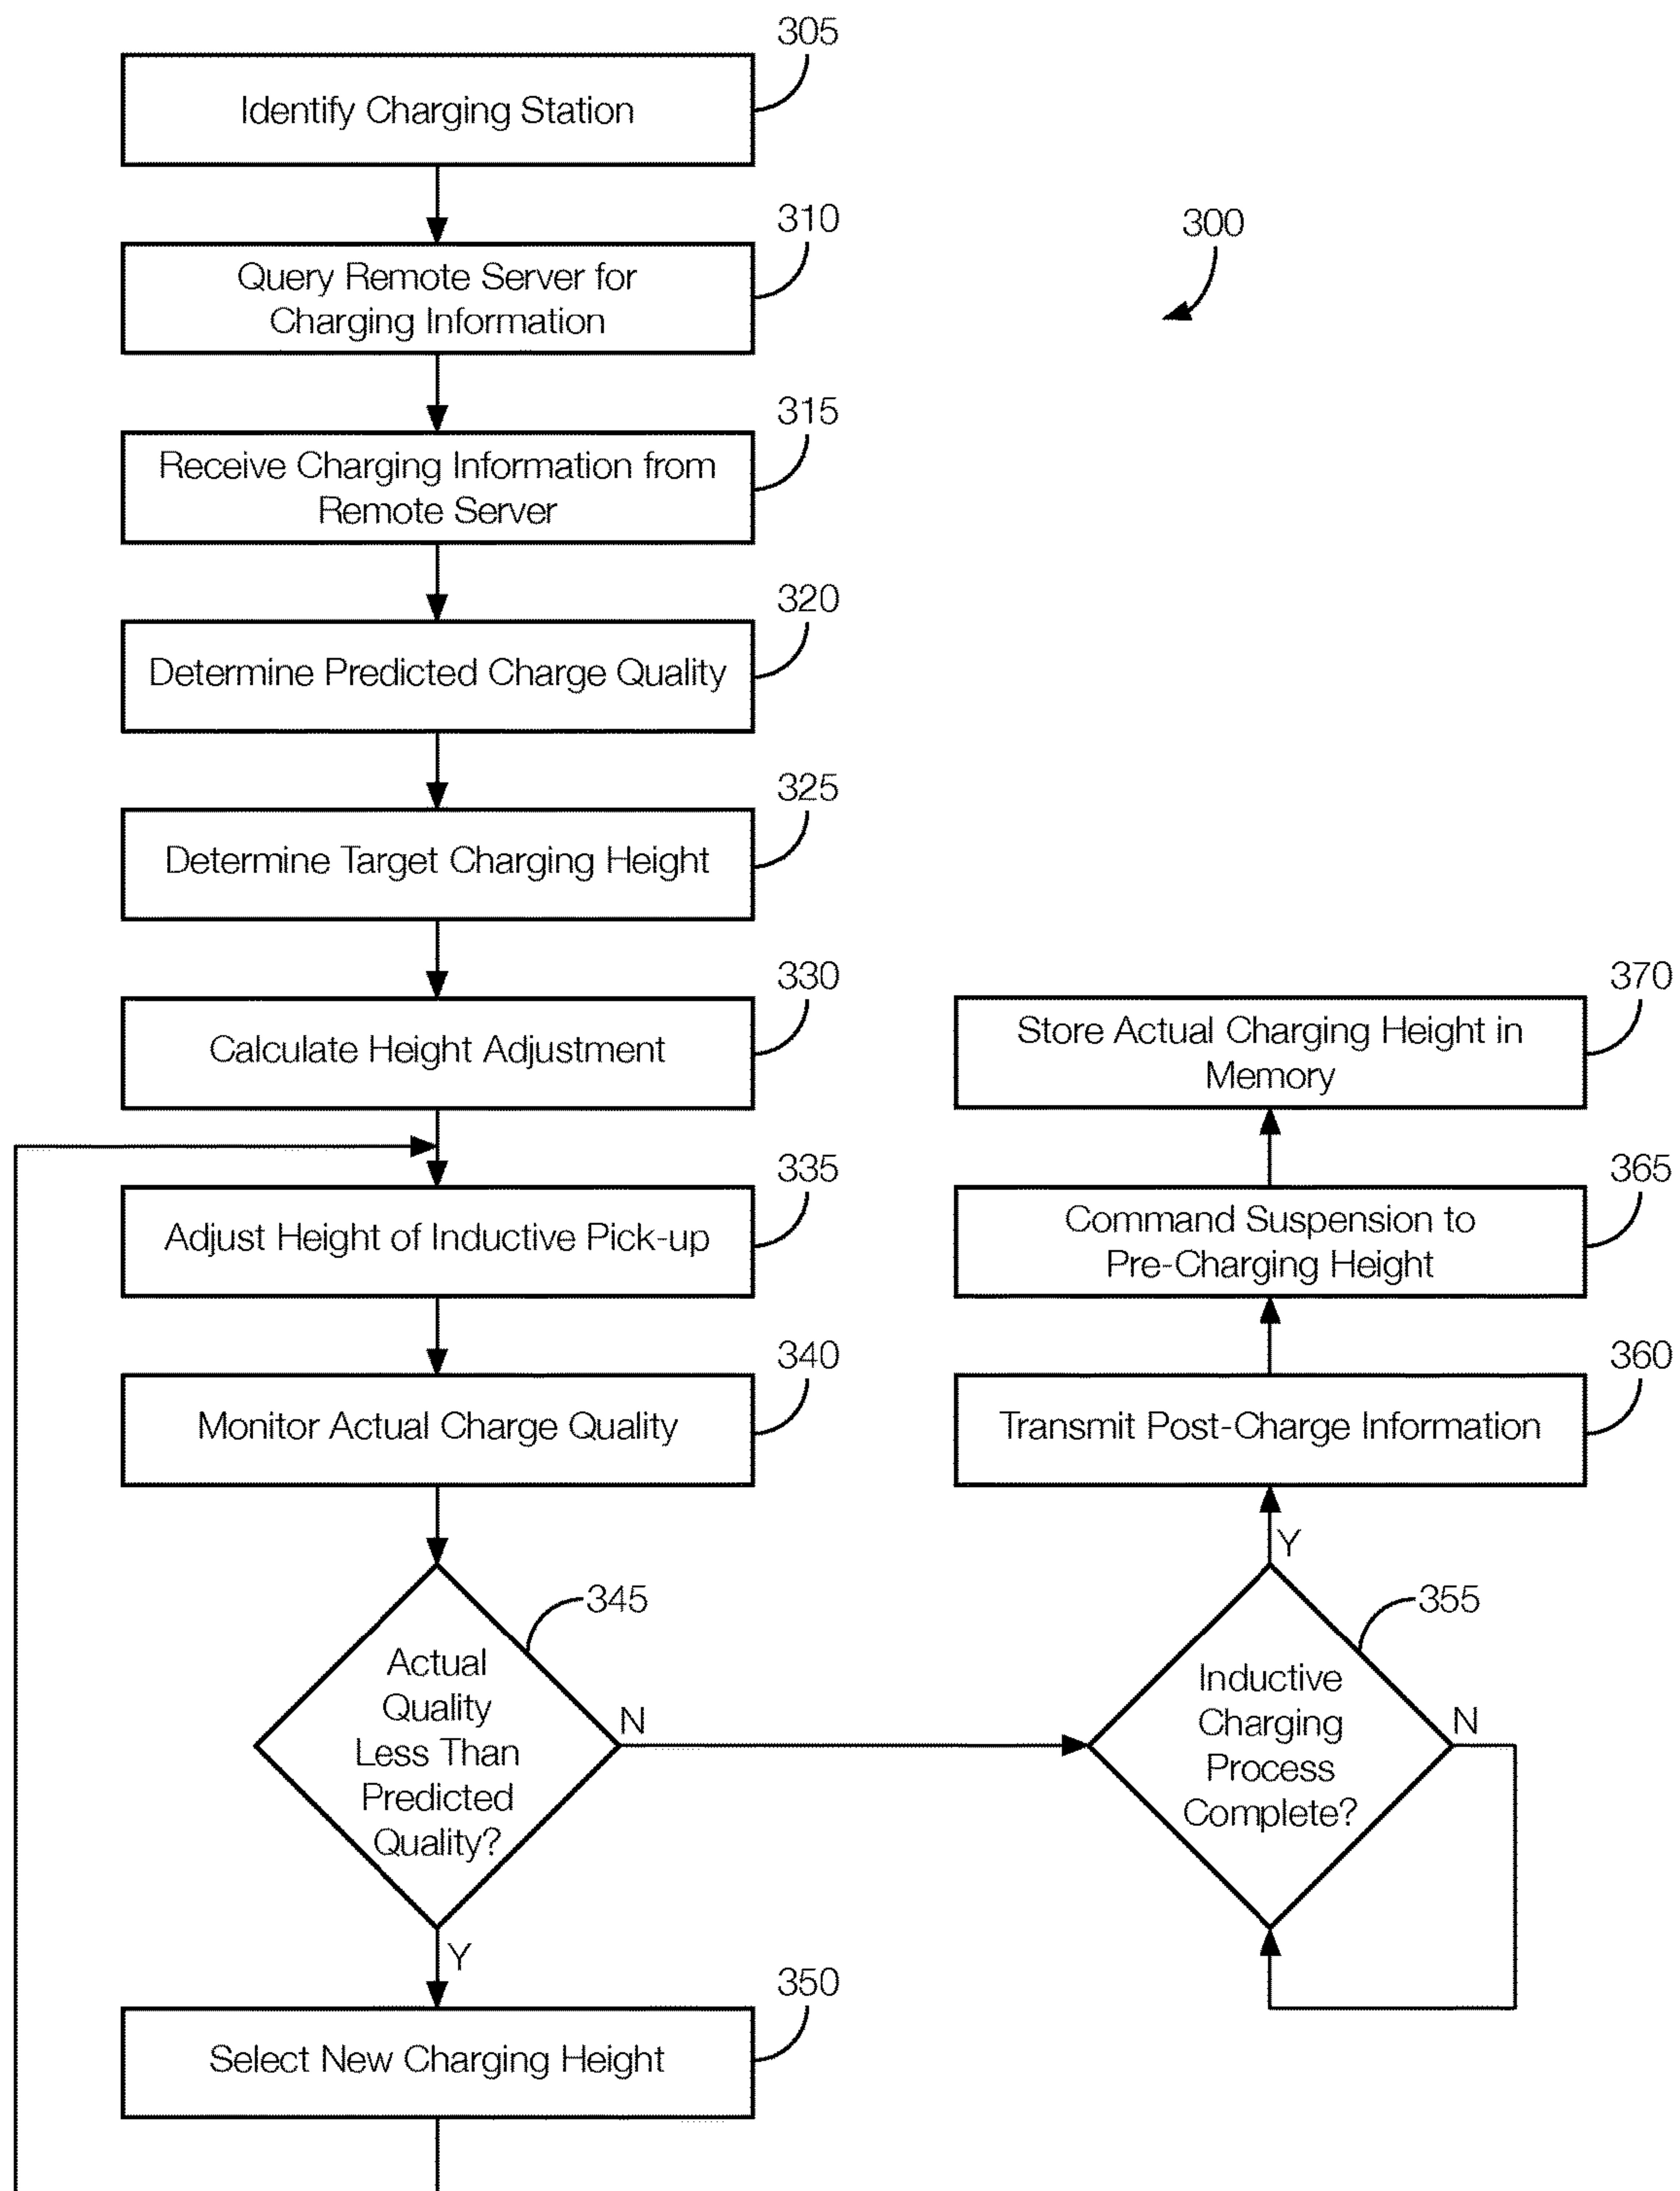 305
Identify Charging Station
310
Query Remote Server for
Charging Information
300
315
Receive Charging Information from
Remote Server
320
Determine Predicted Charge Quality
325
Determine Target Charging Height
330
Calculate Height Adjustment
335
Adjust Height of Inductive Pick-up
340
Monitor Actual Charge Quality
345
Actual
Quality
Less Than
Predicted
Quality?
N
Y
350
Select New Charging Height
355
Inductive
Charging
Process
Complete?
N
Y
360
Transmit Post-Charge Information
365
Command Suspension to
Pre-Charging Height
370
Store Actual Charging Height in
Memory